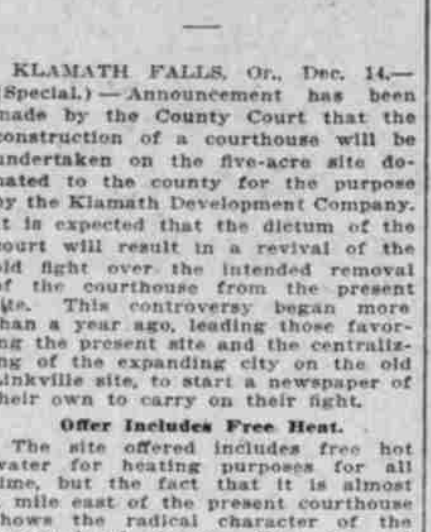 KLAMATH FALLS, Or., Dec. 14.—
(Special.) — Announcement has been
made by the County Court that the
construction of a courthouse will be
undertaken on the five-acre site do-
nated to the county for the purpose
by the Klamath Development Company.
It is expected that the dictum of the
court will result in a revival of the
old fight over the intended removal
of the courthouse from the present
site. This controversy began more
than a year ago, leading those favor-
ing the present site and the centraliz-
ing of the expanding city on the old
Linkville site, to start a newspaper of
their own to carry on their fight.
Offer Includes Free Heat.
The site offered includes free hot
water for heating purposes for all
time, but the fact that it is almost
a mile east of the present courthouse
shows the radical character of the